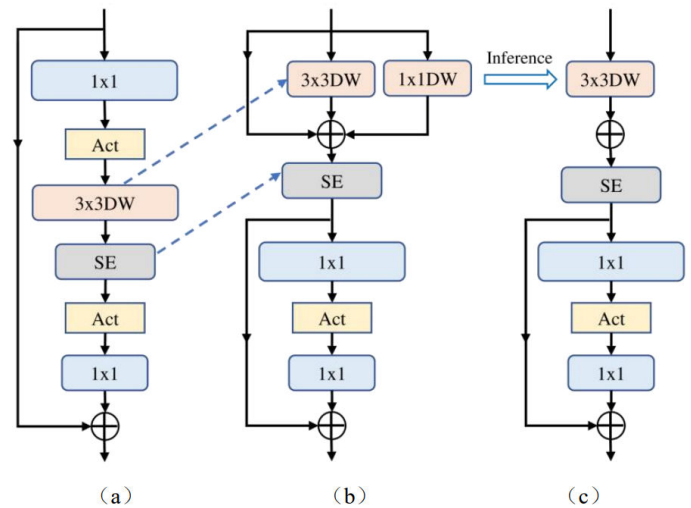 1x1
Act
3x3DW
SE
Act
1x1
(a)
3x3DW
1x1DW
SE
1x1
Act
1x1
(b)
Inference
3x3DW
SE
1x1
Act
1x1
(c)